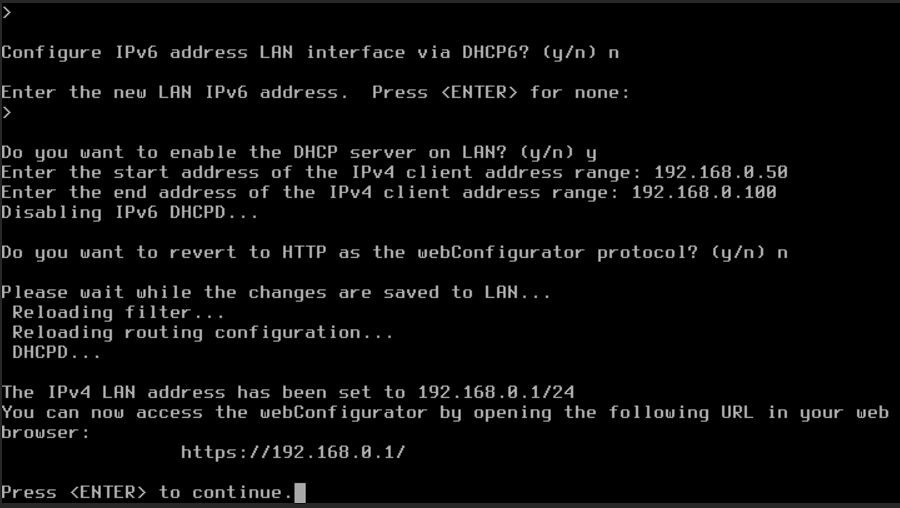 >
Configure IPv6 address LAN interface via DHCP6? (y/n) n
Enter the new LAN IPv6 address.  Press <ENTER> for none:
>
Do you want to enable the DHCP server on LAN? (y/n) y
Enter the start address of the IPv4 client address range: 192.168.0.50
Enter the end address of the IPv4 client address range: 192.168.0.100
Disabling IPv6 DHCPD...
Do you want to revert to HTTP as the webConfigurator protocol? (y/n) n
Please wait while the changes are saved to LAN...
 Reloading filter...
 Reloading routing configuration...
 DHCPD...
The IPv4 LAN address has been set to 192.168.0.1/24
You can now access the webConfigurator by opening the following URL in your web
browser:
                https://192.168.0.1/
Press <ENTER> to continue.